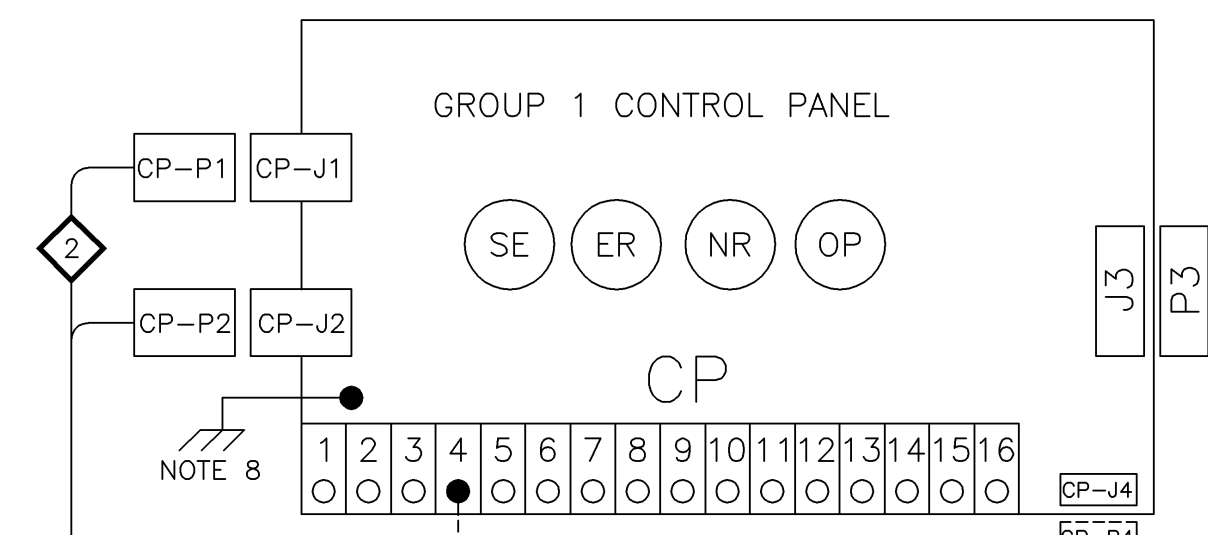 GROUP 1 CONTROL PANEL
CP-P1 CP-J1
2
SE ER NR OP
J3 P3
CP-P2 CP-J2
CP
NOTE 8
1 2 3 4 5 6 7 8 9 10 11 12 13 14 15 16
CP-J4